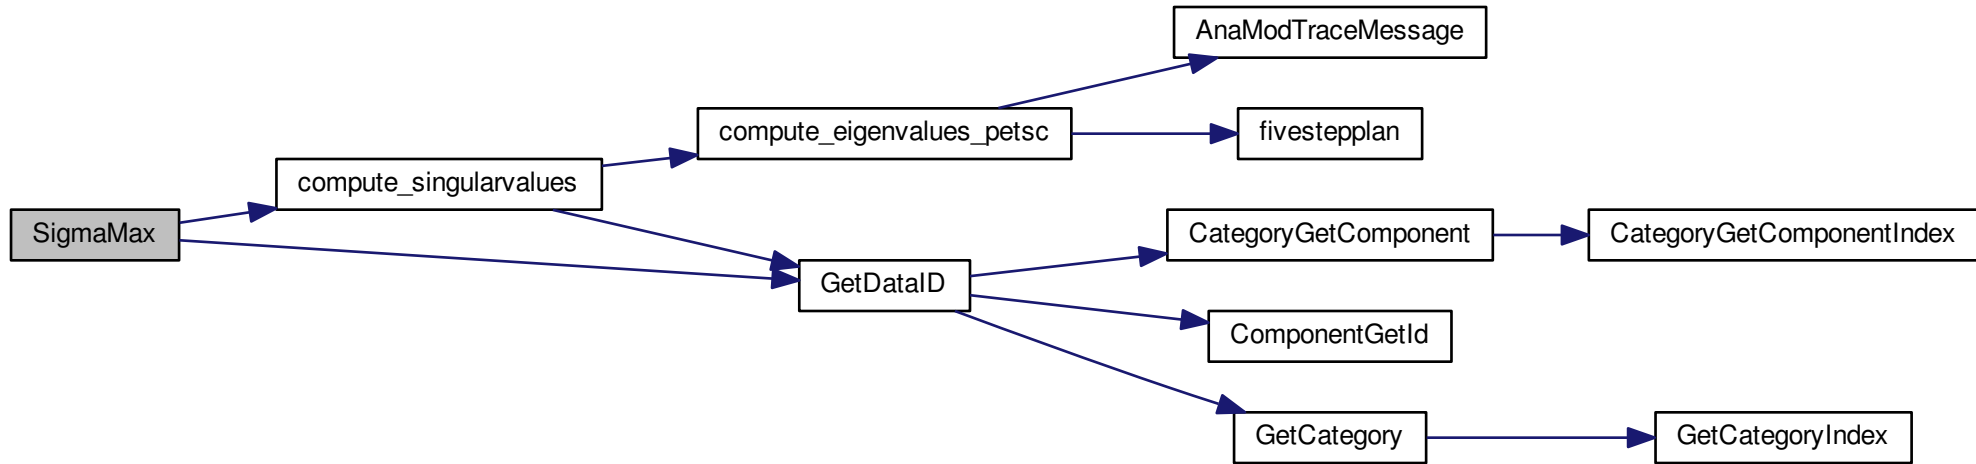 AnaModTraceMessage
compute_eigenvalues_petsc
fivestepplan
compute_singularvalues
SigmaMax
CategoryGetComponent
CategoryGetComponentIndex
GetDataID
ComponentGetId
GetCategory
GetCategoryIndex